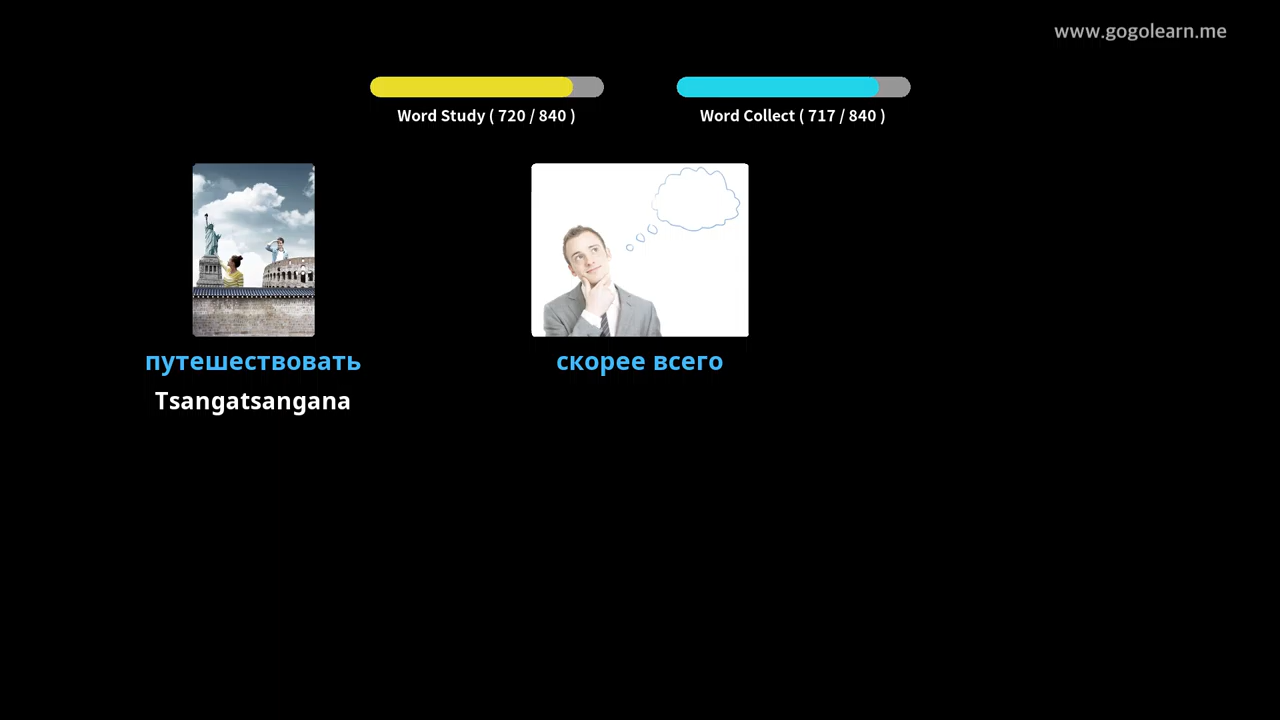 www.gogolearn.me
Word Study ( 720 / 840 )
Word Collect ( 717 / 840 )
путешествовать
Tsangatsangana
скорее всего